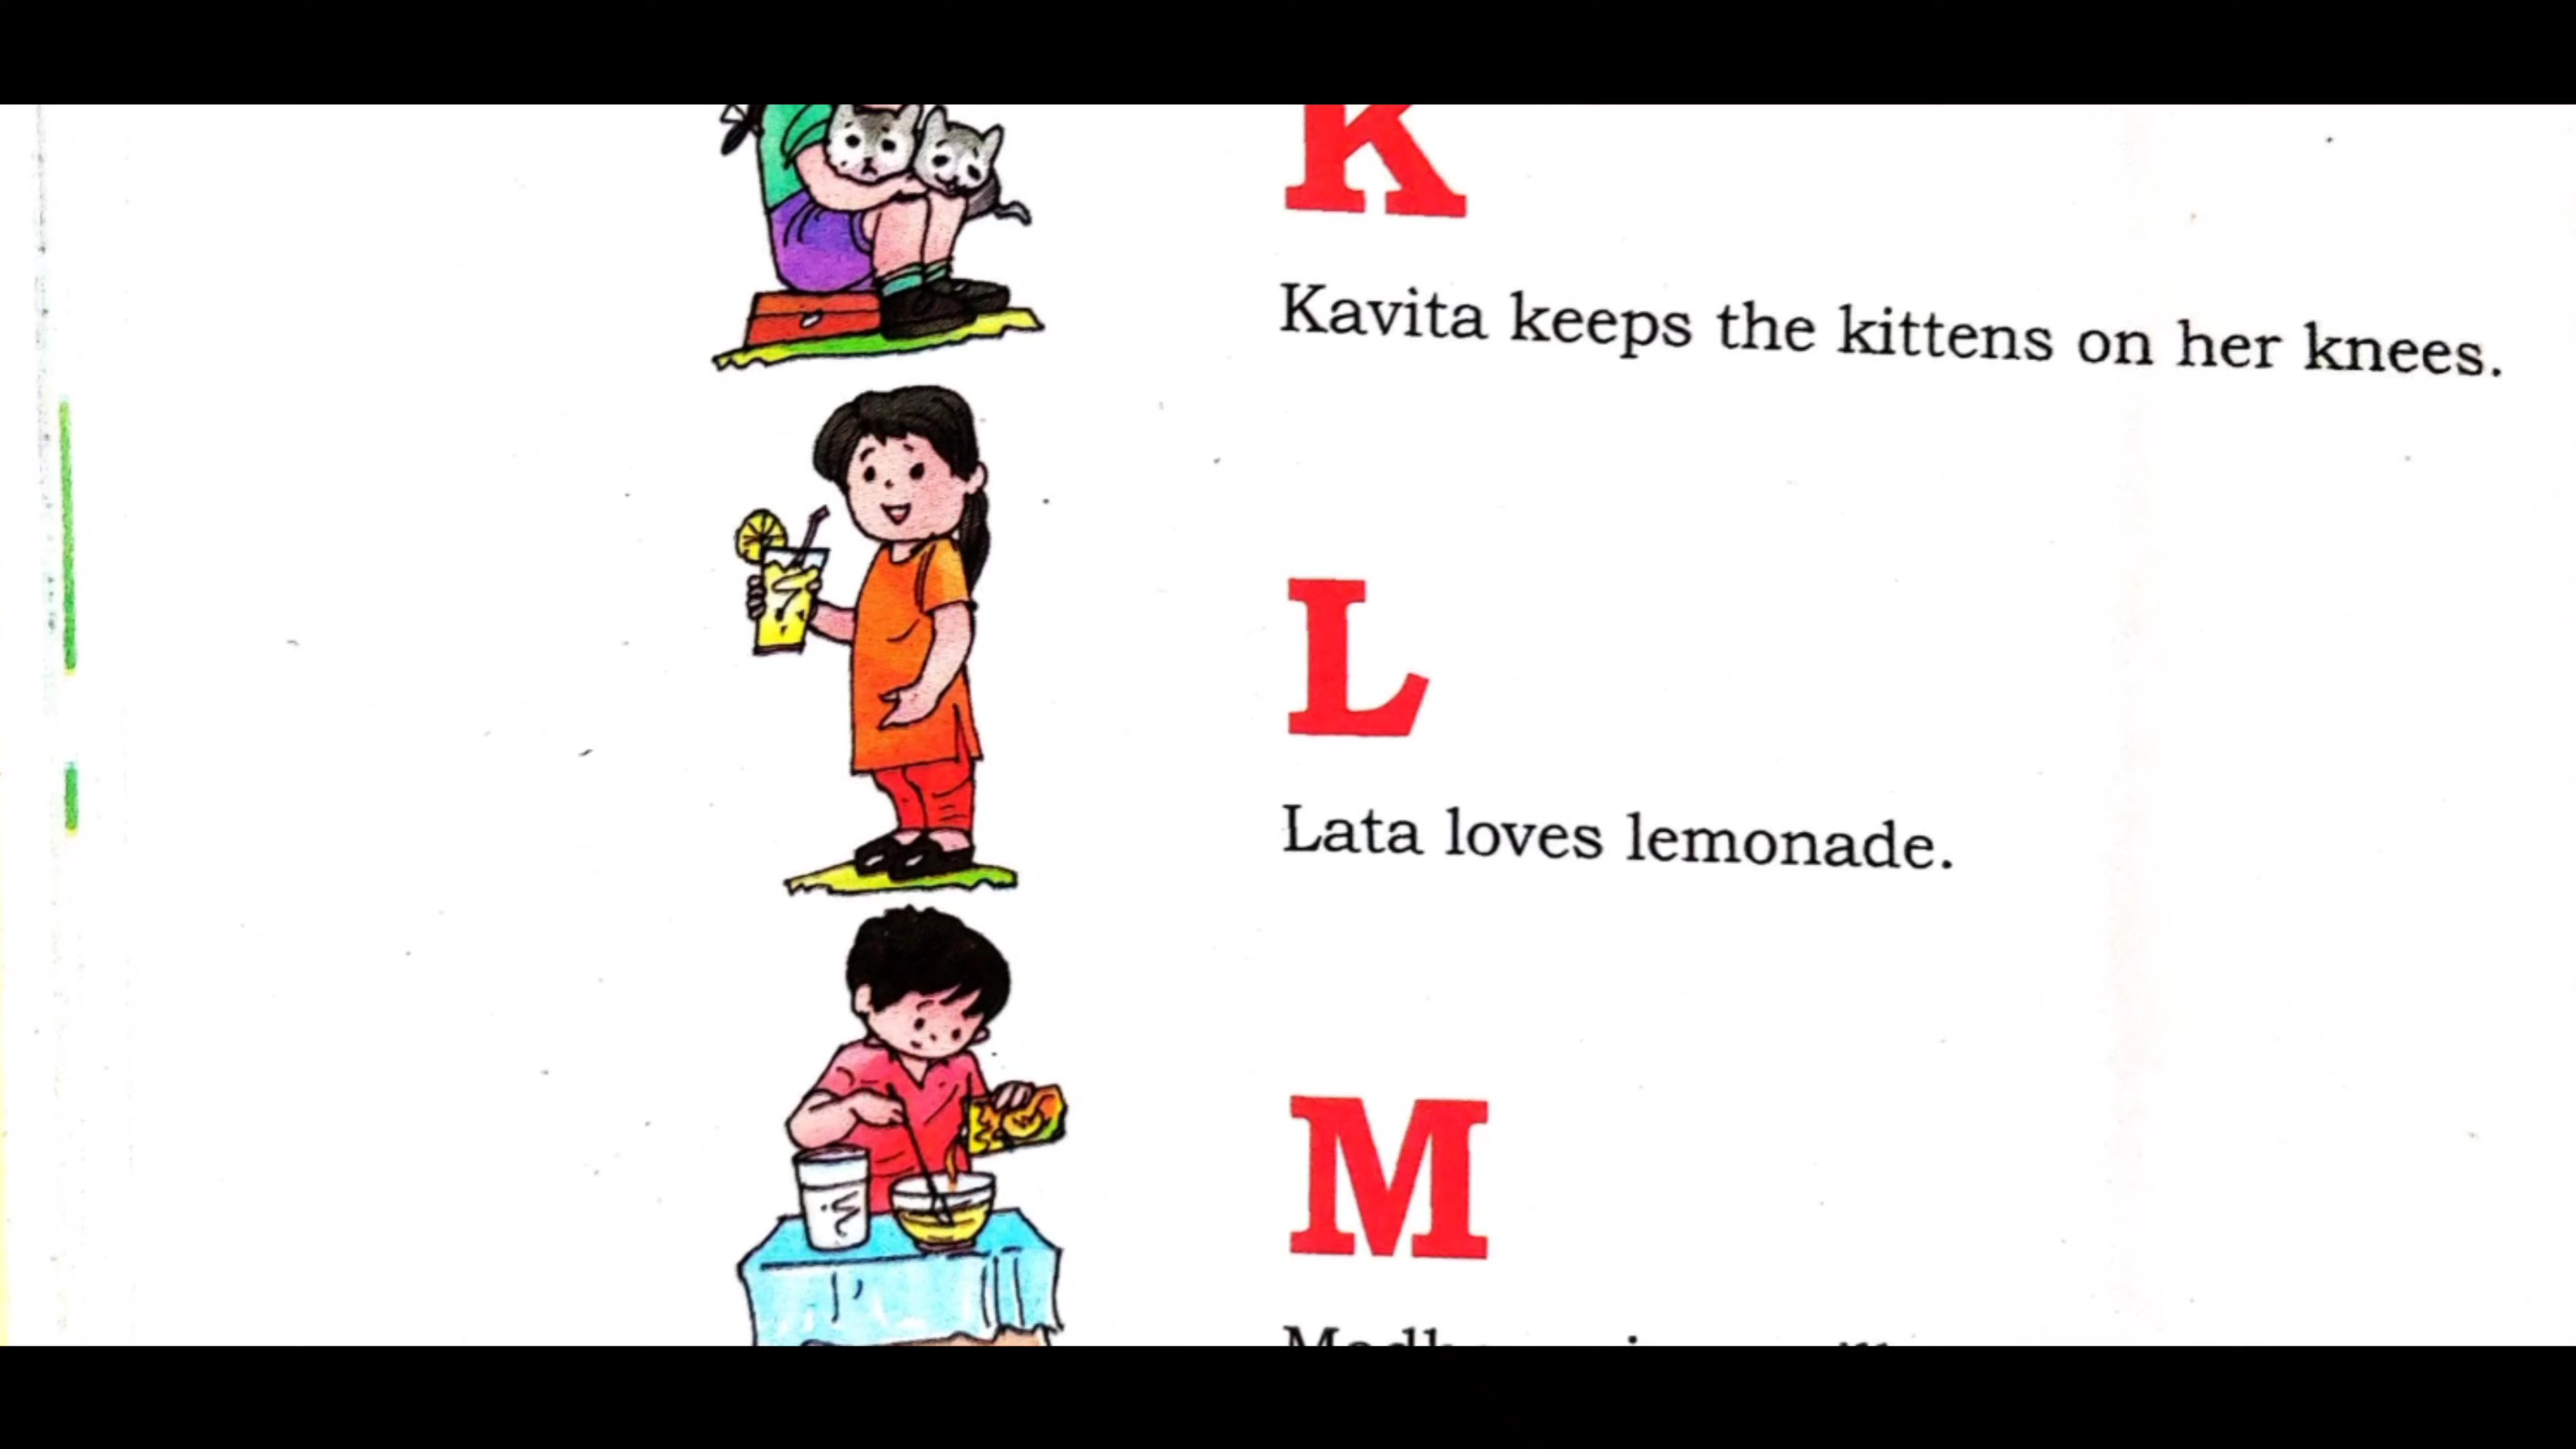 K
Kavita keeps the kittens on her knees.
L
Lata loves lemonade.
M